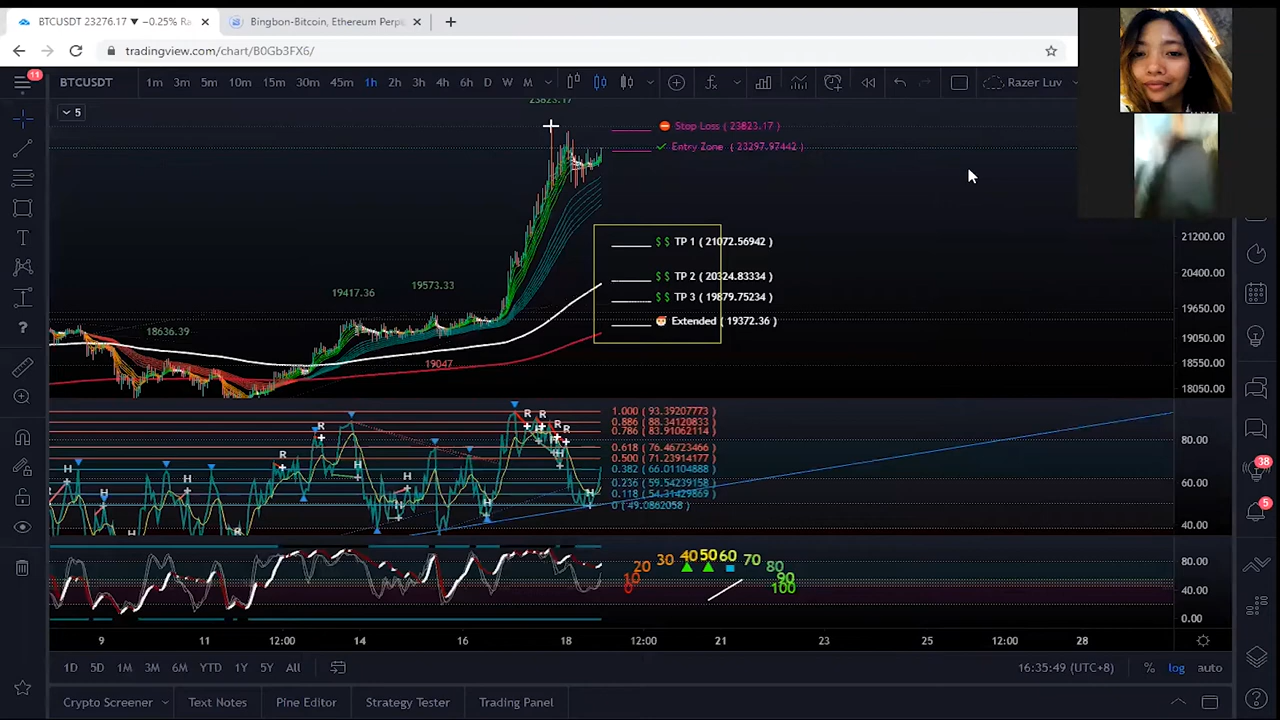 BTCUSDT 23276.17 ▼ −0.25% Ra
Bingbon-Bitcoin, Ethereum Perp
tradingview.com/chart/B0Gb3FX6/
11
BTCUSDT 1m 3m 5m 10m 15m 30m 45m 1h 2h 3h 4h 6h D W M Razer Luv
5
23823.17
Stop Loss ( 23823.17 )
Entry Zone ( 23297.97442 )
21200.00
$ $ TP 1 ( 21072.56942 )
20400.00
$ $ TP 2 ( 20324.83334 )
$ $ TP 3 ( 19879.75234 )
19650.00
Extended ( 19372.36 )
19417.36
19573.33
18636.39
19047
19050.00
18550.00
18050.00
1.000 ( 93.39207773 )
0.886 ( 88.34120833 )
0.786 ( 83.91062114 )
0.618 ( 76.46723466 )
0.500 ( 71.23914177 )
0.382 ( 66.01104888 )
0.236 ( 59.54239158 )
0.118 ( 54.31429869 )
0 ( 49.0862058 )
80.00
60.00
40.00
38
5
0 10 20 30 40 50 60 70 80 90 100
80.00
40.00
0.00
9 11 12:00 14 16 18 12:00 21 23 25 12:00 28
1D 5D 1M 3M 6M YTD 1Y 5Y All 16:35:49 (UTC+8) % log auto
Crypto Screener Text Notes Pine Editor Strategy Tester Trading Panel